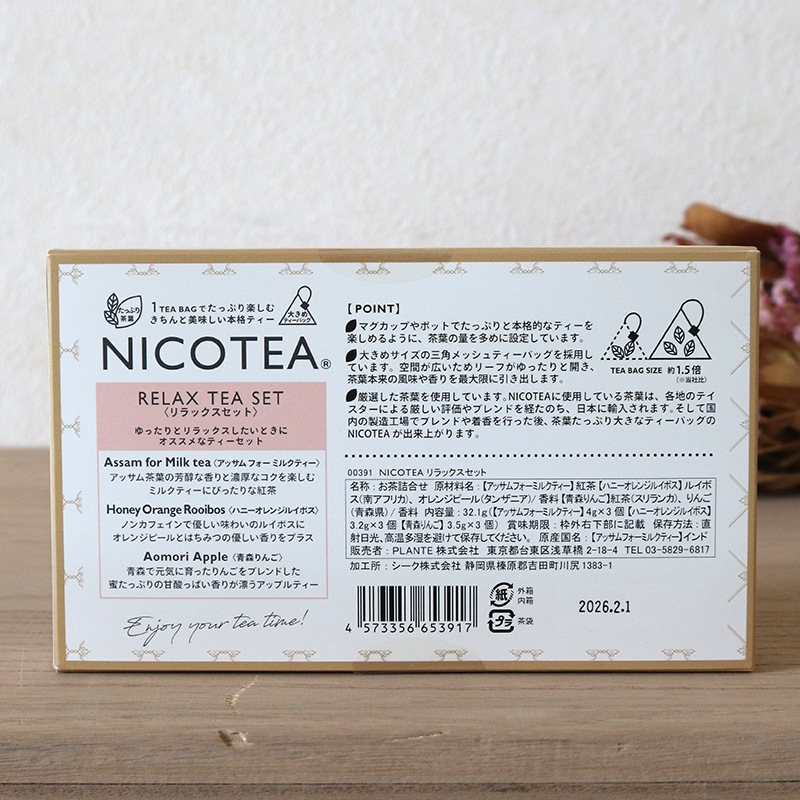 たっぷり
茶葉
1 TEA BAGでたっぷり楽しむ
きちんと美味しい本格ティー
大きめ
ティーバッグ
NICOTEA®
RELAX TEA SET
〈リラックスセット〉
ゆったりとリラックスしたいときに
オススメなティーセット
Assam for Milk tea〈アッサムフォーミルクティー〉
アッサム茶葉の芳醇な香りと濃厚なコクを楽しむ
ミルクティーにぴったりな紅茶
Honey Orange Rooibos〈ハニーオレンジルイボス〉
ノンカフェインで優しい味わいのルイボスに
オレンジピールとはちみつの優しい香りをプラス
Aomori Apple〈青森りんご〉
青森で元気に育ったりんごをブレンドした
蜜たっぷりの甘酸っぱい香りが漂うアップルティー
Enjoy your tea time!
【POINT】
マグカップやポットでたっぷりと本格的なティーを
楽しめるように、茶葉の量を多めに設定しています。
大きめサイズの三角メッシュティーバッグを採用し
ています。空間が広いためリーフがゆったりと開き、
茶葉本来の風味や香りを最大限に引き出します。
TEA BAG SIZE 約1.5倍
(※当社比)
厳選した茶葉を使用しています。NICOTEAに使用している茶葉は、各地のテイ
スターによる厳しい評価やブレンドを経たのち、日本に輸入されます。そして国
内の製造工場でブレンドや着香を行った後、茶葉たっぷり大きなティーバッグの
NICOTEAが出来上がります。
00391 NICOTEA リラックスセット
名称：お茶詰合せ 原材料名：【アッサムフォーミルクティー】紅茶【ハニーオレンジルイボス】ルイボ
ス(南アフリカ)、オレンジピール(タンザニア)/香料【青森りんご】紅茶(スリランカ)、りんご
(青森県)/香料 内容量：32.1g(【アッサムフォーミルクティー】4g×3個【ハニーオレンジルイボス】
3.2g×3個【青森りんご】3.5g×3個) 賞味期限：枠外右下部に記載 保存方法：直
射日光、高温多湿を避けて保存してください。 原産国名：【アッサムフォーミルクティー】インド
販売者：PLANTE株式会社 東京都台東区浅草橋2-18-4 TEL 03-5829-6817
加工所：シーク株式会社 静岡県榛原郡吉田町川尻1383-1
4 573356 653917
紙
外箱
内箱
プラ
茶袋
2026.2.1